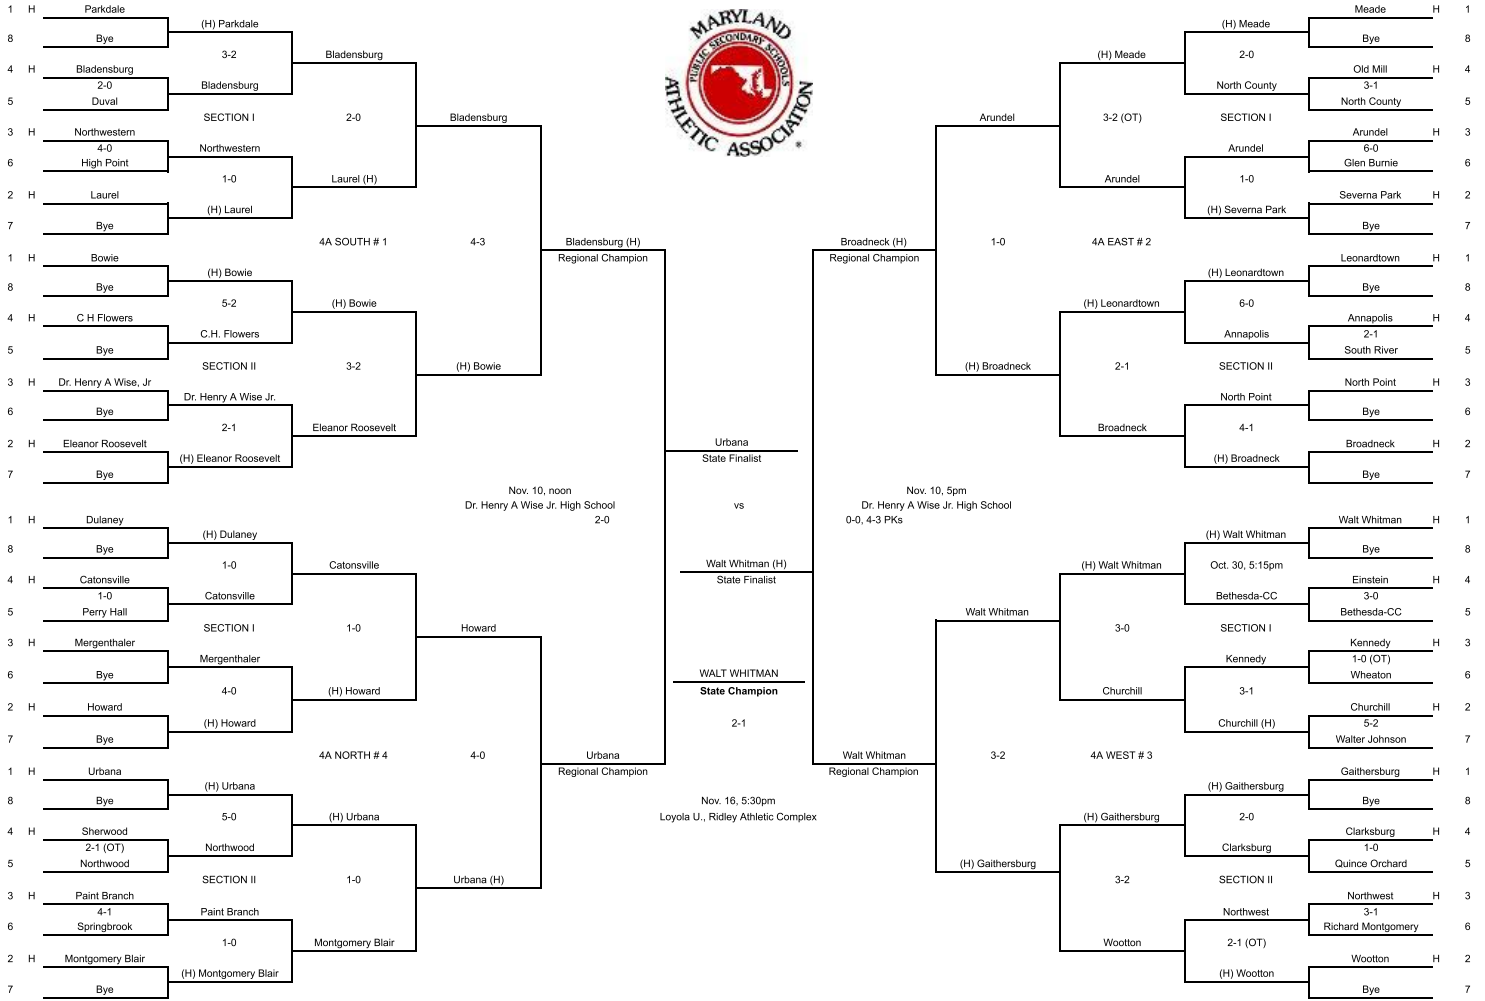 MARYLAND
PUBLIC SECONDARY SCHOOLS
ATHLETIC ASSOCIATION
®
1 H Parkdale
(H) Parkdale
8 Bye
3-2
Bladensburg
4 H Bladensburg
2-0
Bladensburg
5 Duval
SECTION I
2-0
Bladensburg
3 H Northwestern
4-0
Northwestern
6 High Point
1-0
Laurel (H)
2 H Laurel
(H) Laurel
7 Bye
4A SOUTH # 1
4-3
Bladensburg (H)
Regional Champion
1 H Bowie
(H) Bowie
8 Bye
5-2
(H) Bowie
4 H C H Flowers
C.H. Flowers
5 Bye
SECTION II
3-2
(H) Bowie
3 H Dr. Henry A Wise, Jr
Dr. Henry A Wise Jr.
6 Bye
2-1
Eleanor Roosevelt
2 H Eleanor Roosevelt
(H) Eleanor Roosevelt
7 Bye
Nov. 10, noon
Dr. Henry A Wise Jr. High School
2-0
1 H Dulaney
(H) Dulaney
8 Bye
1-0
Catonsville
4 H Catonsville
1-0
Catonsville
5 Perry Hall
SECTION I
1-0
Howard
3 H Mergenthaler
Mergenthaler
6 Bye
4-0
(H) Howard
2 H Howard
(H) Howard
7 Bye
4A NORTH # 4
4-0
Urbana
Regional Champion
1 H Urbana
(H) Urbana
8 Bye
5-0
(H) Urbana
4 H Sherwood
2-1 (OT)
Northwood
5 Northwood
SECTION II
1-0
Urbana (H)
3 H Paint Branch
4-1
Paint Branch
6 Springbrook
1-0
Montgomery Blair
2 H Montgomery Blair
(H) Montgomery Blair
7 Bye
Urbana
State Finalist
vs
Walt Whitman (H)
State Finalist
WALT WHITMAN
State Champion
2-1
Nov. 16, 5:30pm
Loyola U., Ridley Athletic Complex
Meade H 1
(H) Meade
Bye 8
2-0
(H) Meade
Old Mill H 4
3-1
North County
North County 5
SECTION I
3-2 (OT)
Arundel
Arundel H 3
6-0
Arundel
Glen Burnie 6
1-0
Arundel
Severna Park H 2
(H) Severna Park
Bye 7
4A EAST # 2
1-0
Broadneck (H)
Regional Champion
Leonardtown H 1
(H) Leonardtown
Bye 8
6-0
(H) Leonardtown
Annapolis H 4
2-1
Annapolis
South River 5
SECTION II
2-1
(H) Broadneck
North Point H 3
North Point
Bye 6
4-1
Broadneck
Broadneck H 2
(H) Broadneck
Bye 7
Nov. 10, 5pm
Dr. Henry A Wise Jr. High School
0-0, 4-3 PKs
Walt Whitman H 1
(H) Walt Whitman
Bye 8
Oct. 30, 5:15pm
(H) Walt Whitman
Einstein H 4
3-0
Bethesda-CC
Bethesda-CC 5
SECTION I
3-0
Walt Whitman
Kennedy H 3
1-0 (OT)
Kennedy
Wheaton 6
3-1
Churchill
Churchill H 2
5-2
Churchill (H)
Walter Johnson 7
4A WEST # 3
3-2
Walt Whitman
Regional Champion
Gaithersburg H 1
(H) Gaithersburg
Bye 8
2-0
(H) Gaithersburg
Clarksburg H 4
1-0
Clarksburg
Quince Orchard 5
SECTION II
3-2
(H) Gaithersburg
Northwest H 3
3-1
Northwest
Richard Montgomery 6
2-1 (OT)
Wootton
Wootton H 2
(H) Wootton
Bye 7